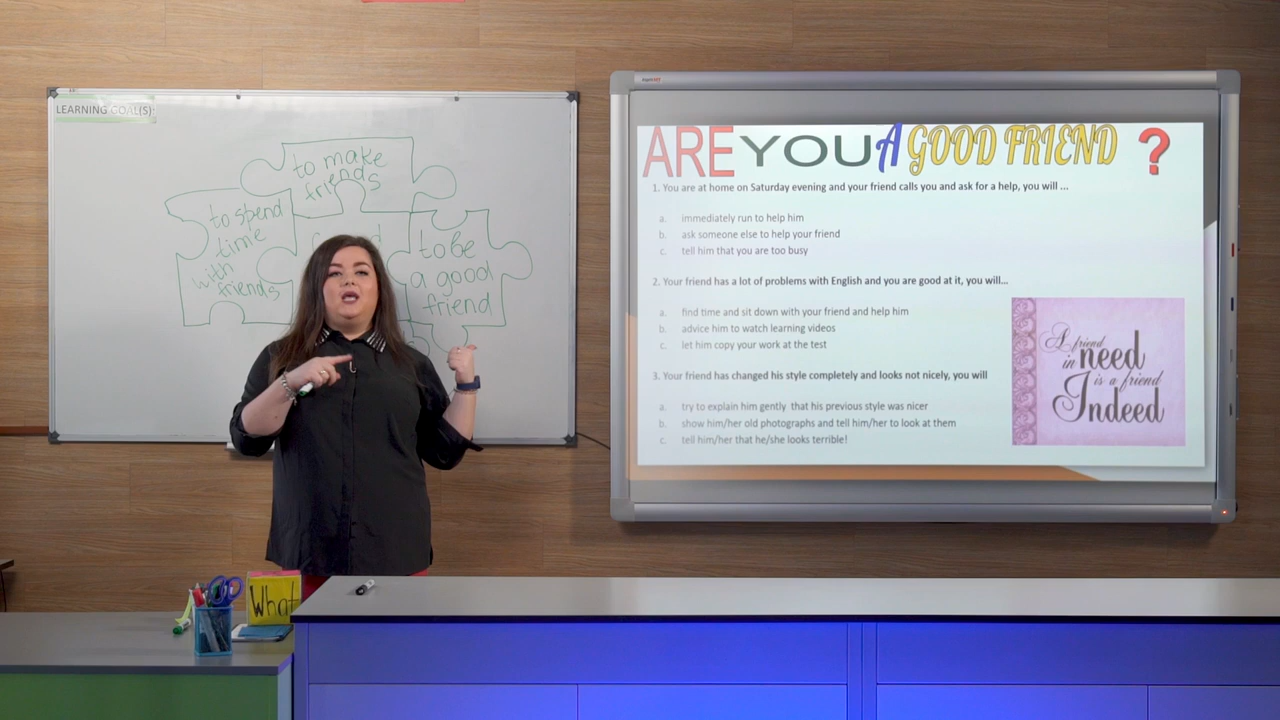 LEARNING GOAL(S)
to make
friends
to spend
time
with
friends
to be
a good
friend
ARE YOU A GOOD FRIEND ?
1. You are at home on Saturday evening and your friend calls you and ask for a help, you will ...
a. immediately run to help him
b. ask someone else to help your friend
c. tell him that you are too busy
2. Your friend has a lot of problems with English and you are good at it, you will...
a. find time and sit down with your friend and help him
b. advice him to watch learning videos
c. let him copy your work at the test
3. Your friend has changed his style completely and looks not nicely, you will
a. try to explain him gently that his previous style was nicer
b. show him/her old photographs and tell him/her to look at them
c. tell him/her that he/she looks terrible!
A friend
in need
is a friend
Indeed
What